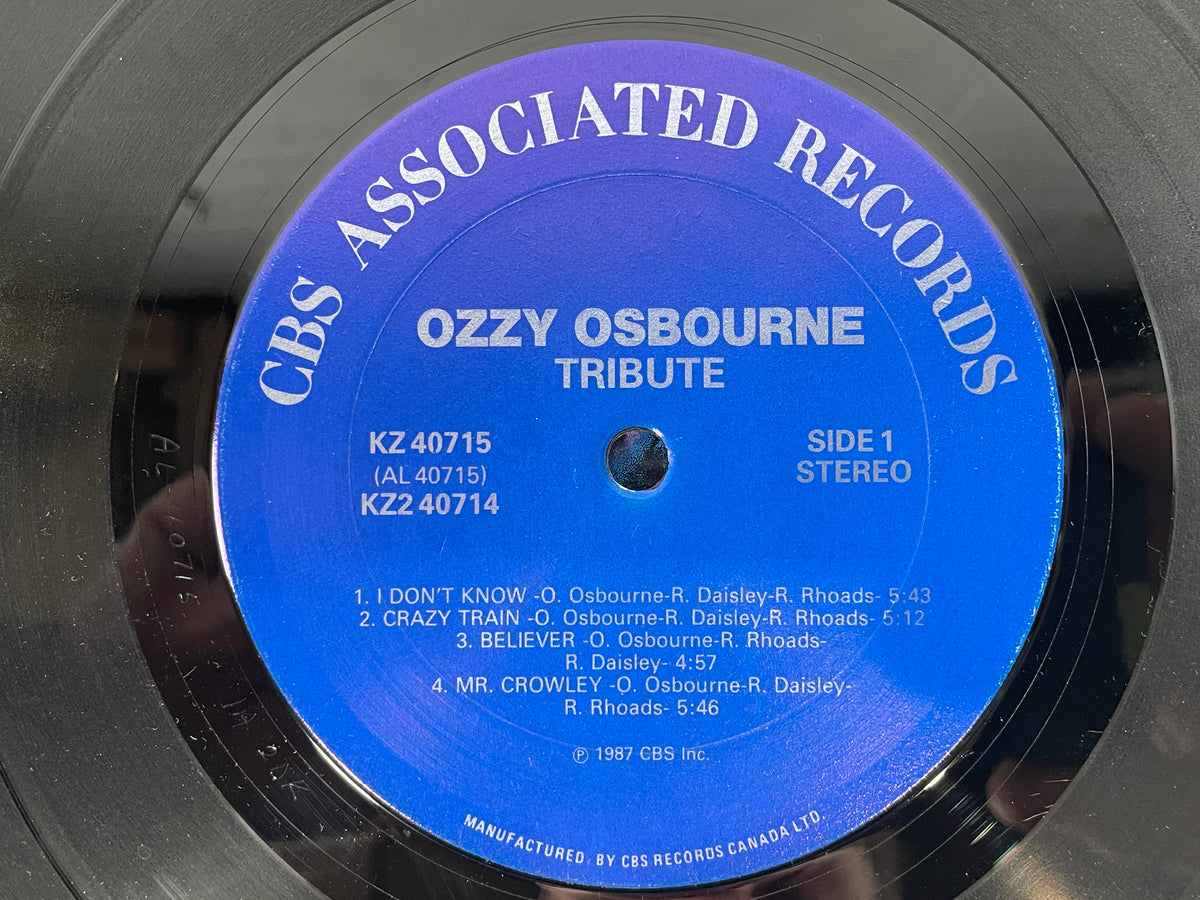 CBS ASSOCIATED RECORDS
OZZY OSBOURNE
TRIBUTE
KZ 40715
(AL 40715)
KZ2 40714
SIDE 1
STEREO
1. I DON'T KNOW -O. Osbourne-R. Daisley-R. Rhoads- 5:43
2. CRAZY TRAIN -O. Osbourne-R. Daisley-R. Rhoads- 5:12
3. BELIEVER -O. Osbourne-R. Rhoads-
R. Daisley- 4:57
4. MR. CROWLEY -O. Osbourne-R. Daisley-
R. Rhoads- 5:46
℗ 1987 CBS Inc.
MANUFACTURED BY CBS RECORDS CANADA LTD.
AL 40715